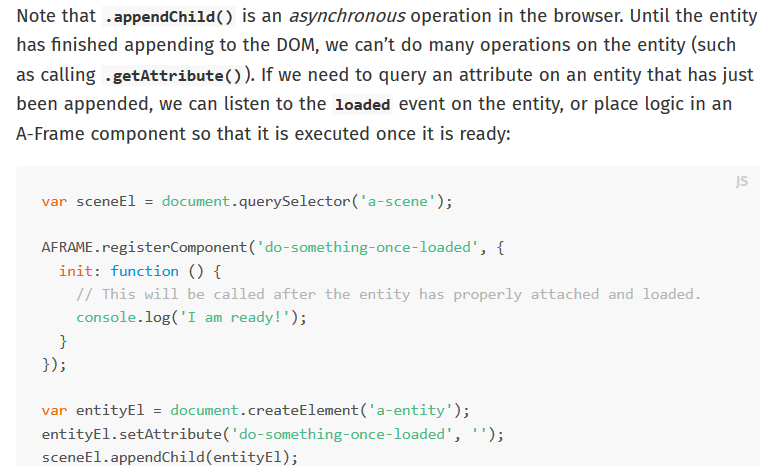 Note that .appendChild() is an asynchronous operation in the browser. Until the entity
has finished appending to the DOM, we can’t do many operations on the entity (such
as calling .getAttribute()). If we need to query an attribute on an entity that has just
been appended, we can listen to the loaded event on the entity, or place logic in an
A-Frame component so that it is executed once it is ready:
JS
var sceneEl = document.querySelector('a-scene');
AFRAME.registerComponent('do-something-once-loaded', {
  init: function () {
    // This will be called after the entity has properly attached and loaded.
    console.log('I am ready!');
  }
});
var entityEl = document.createElement('a-entity');
entityEl.setAttribute('do-something-once-loaded', '');
sceneEl.appendChild(entityEl);